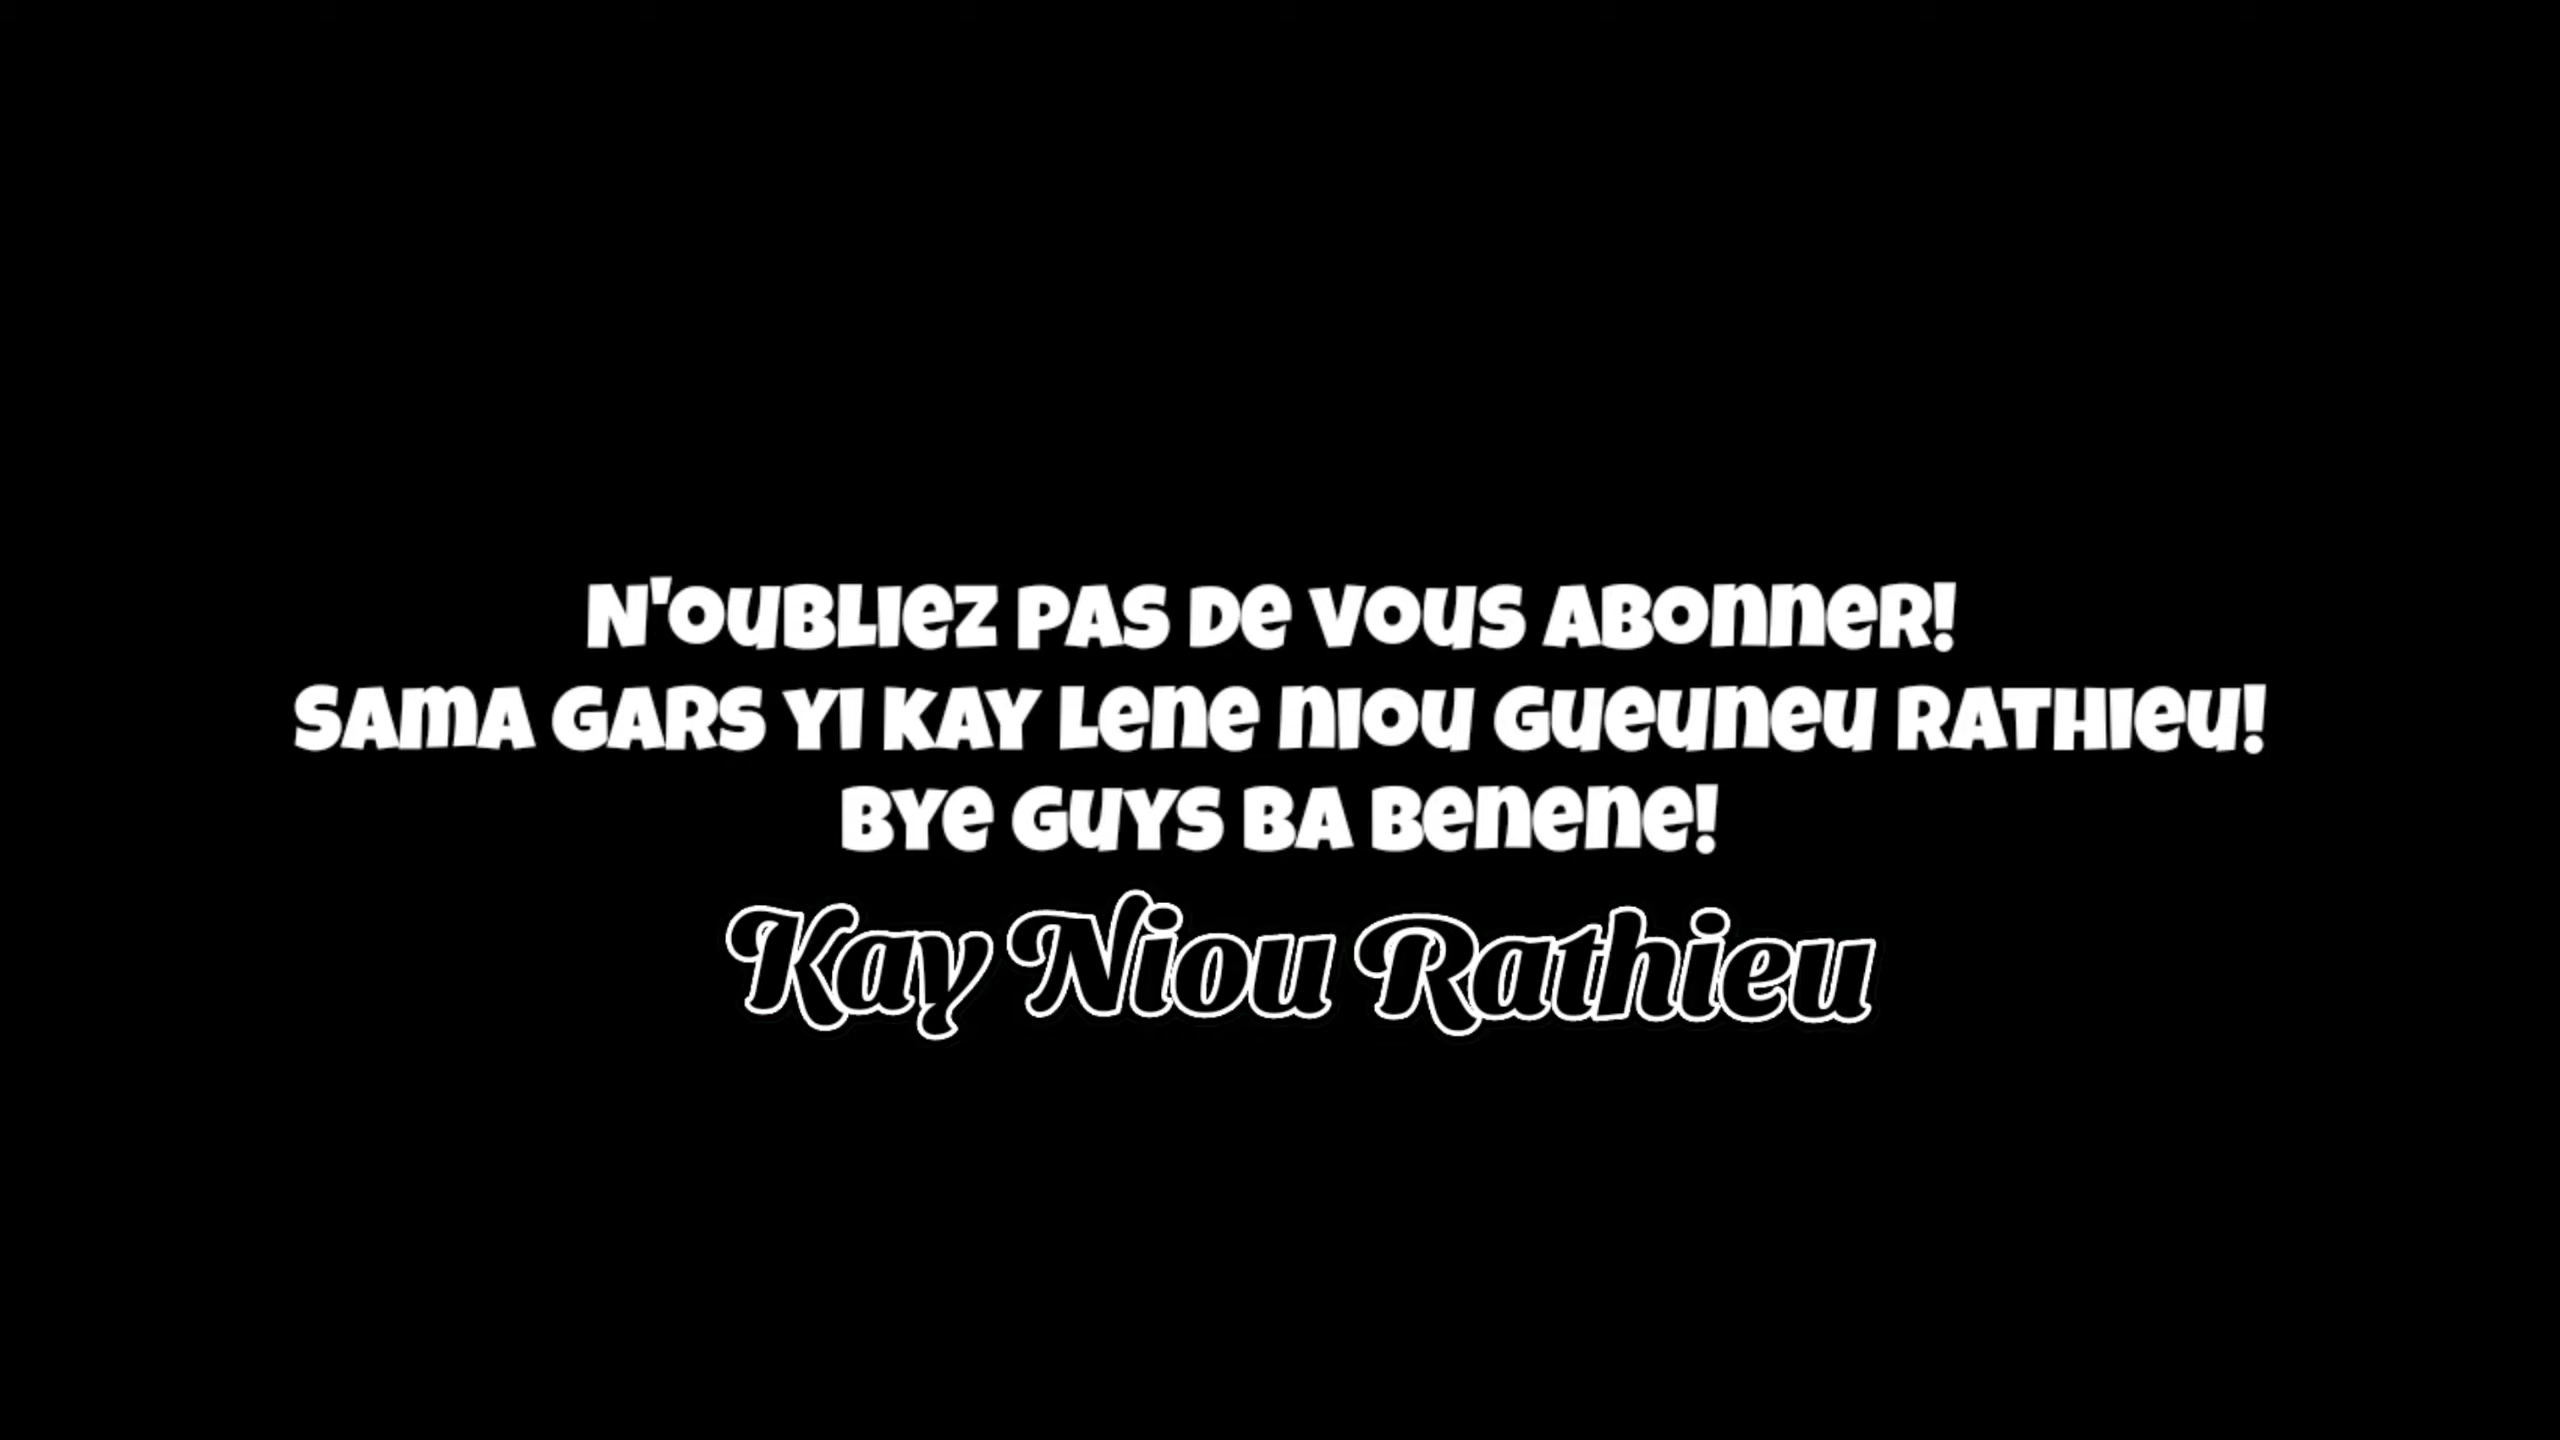 N'oubliez pas de vous abonner!
Sama gars yi kay lene niou gueuneu rathieu!
Bye guys ba benene!
Kay Niou Rathieu